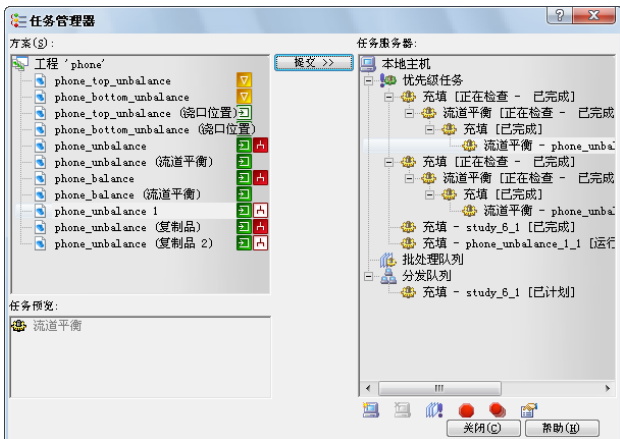 任务管理器
方案(S):
工程 'phone'
phone_top_unbalance
phone_bottom_unbalance
phone_top_unbalance (浇口位置)
phone_bottom_unbalance (浇口位置)
phone_unbalance
phone_unbalance (流道平衡)
phone_balance
phone_balance (流道平衡)
phone_unbalance 1
phone_unbalance (复制品)
phone_unbalance (复制品 2)
任务预览:
流道平衡
提交 >>
任务服务器:
本地主机
优先级任务
充填 [正在检查 - 已完成]
流道平衡 [正在检查 - 已完成
充填 [已完成]
流道平衡 - phone_unba
充填 [正在检查 - 已完成]
流道平衡 [正在检查 - 已完成
充填 [已完成]
流道平衡 - phone_unba
充填 - study_6_1 [已完成]
充填 - phone_unbalance_1_1 [运行
批处理队列
分发队列
充填 - study_6_1 [已计划]
关闭(C)
帮助(H)